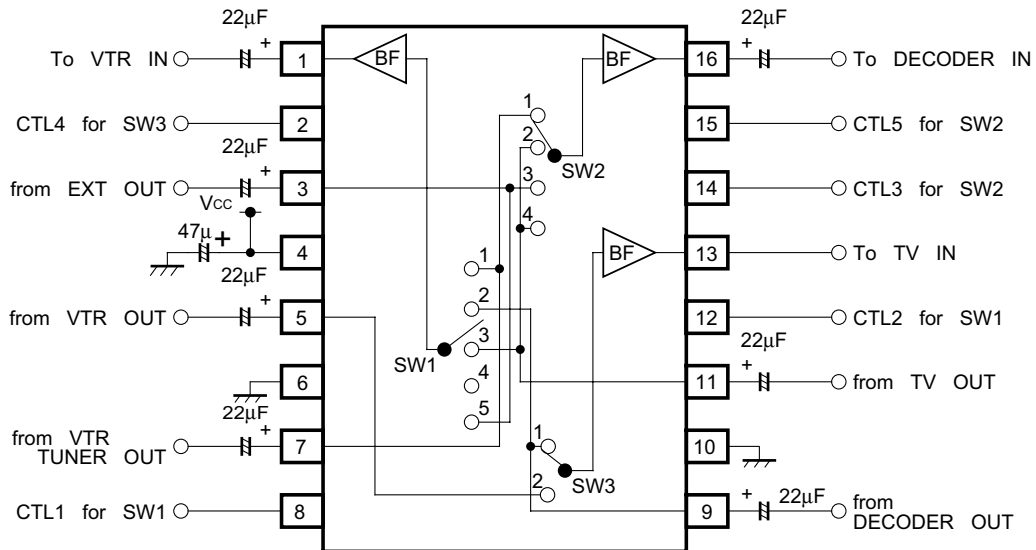 22µF
To VTR IN
1
BF
BF
16
22µF
To DECODER IN
CTL4 for SW3
2
1
2
SW2
15
CTL5 for SW2
22µF
from EXT OUT
3
3
14
CTL3 for SW2
VCC
47µ
4
4
BF
13
To TV IN
22µF
1
from VTR OUT
5
2
12
CTL2 for SW1
3
SW1
22µF
6
4
11
from TV OUT
22µF
5
from VTR
TUNER OUT
7
1
10
SW3
2
CTL1 for SW1
8
9
22µF
from
DECODER OUT